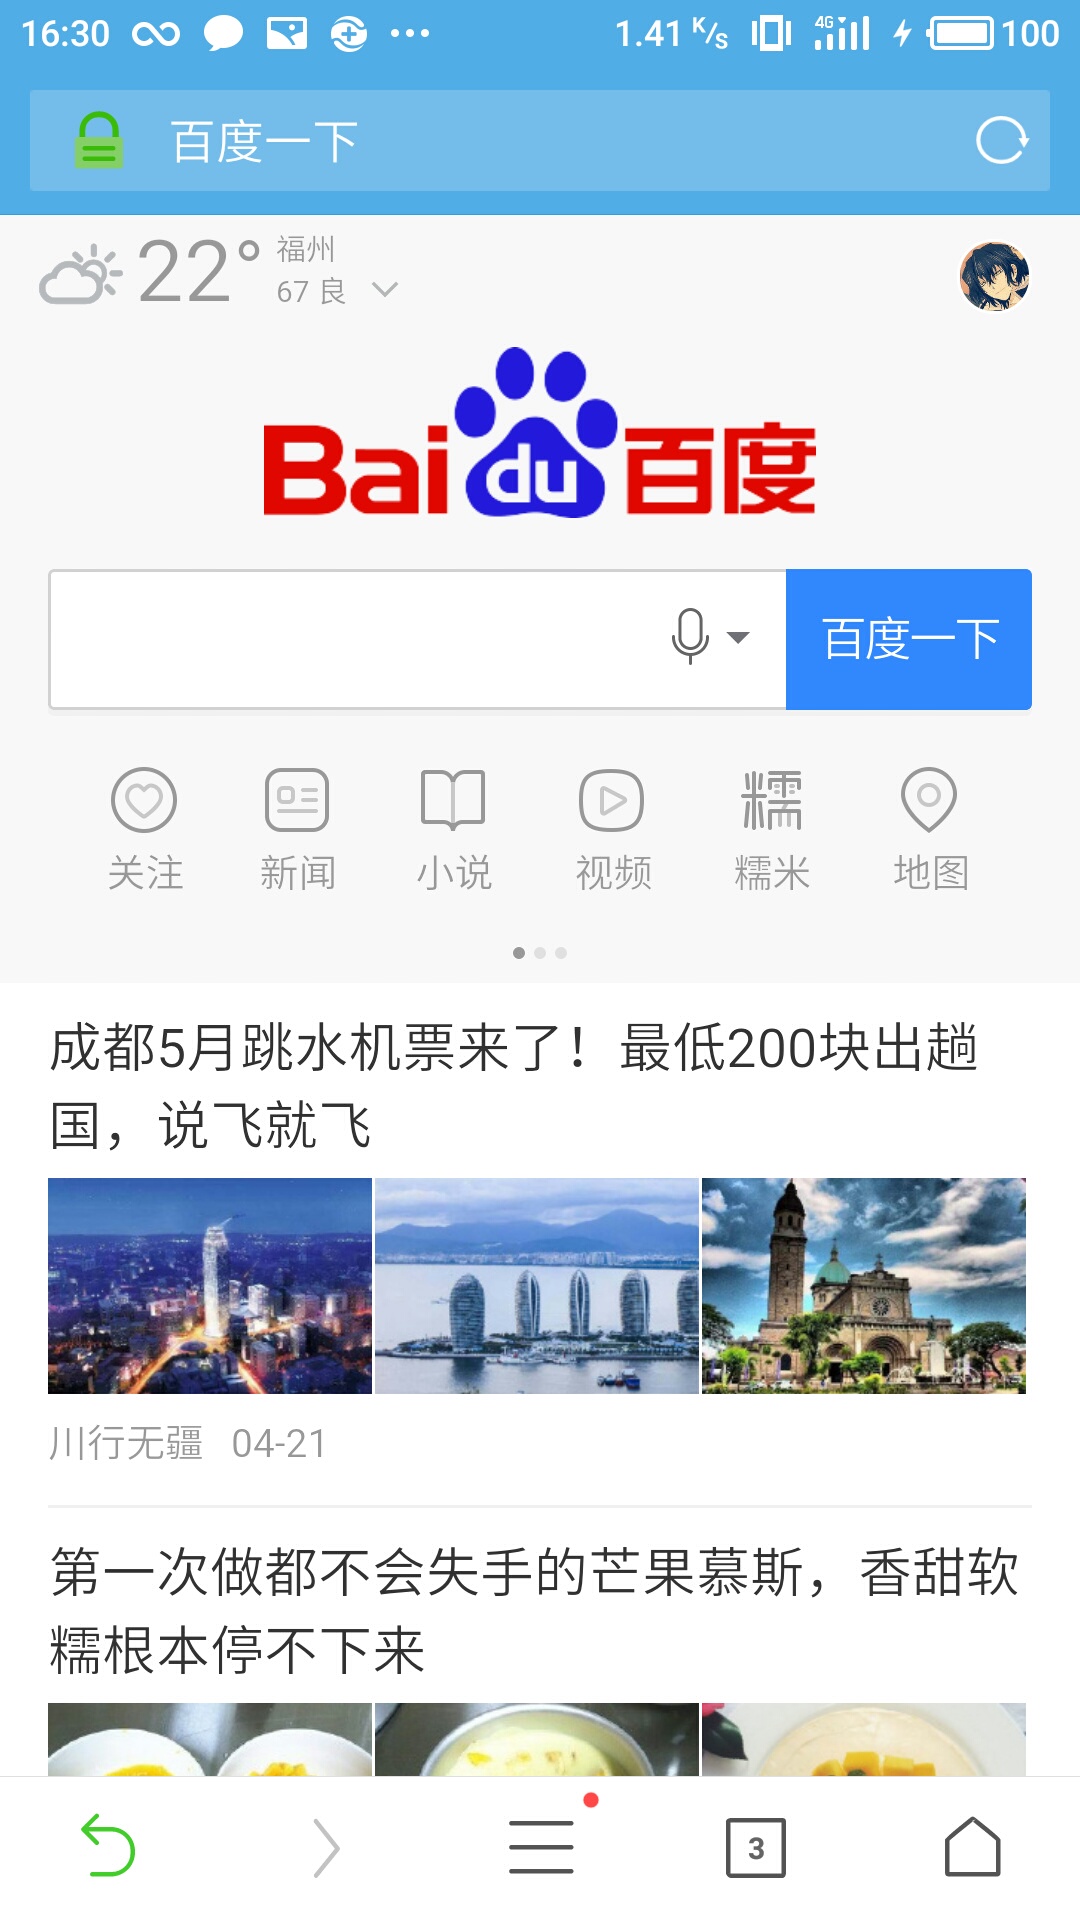 16:30 1.41 K/s 4G 100
百度一下
22° 福州
67 良
Bai du 百度
百度一下
糯
关注 新闻 小说 视频 糯米 地图
成都5月跳水机票来了！最低200块出趟
国，说飞就飞
川行无疆 04-21
第一次做都不会失手的芒果慕斯，香甜软
糯根本停不下来
3